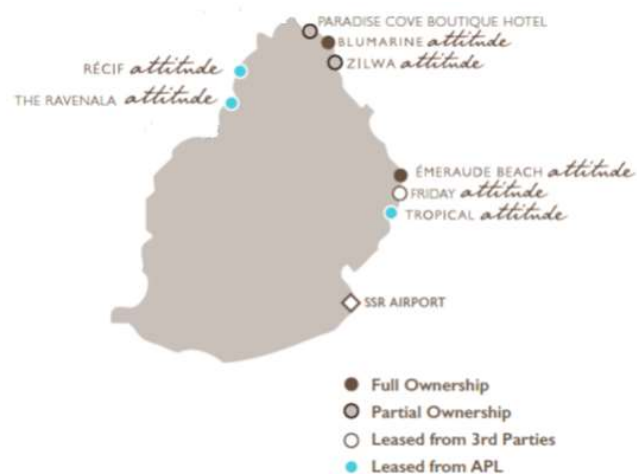 PARADISE COVE BOUTIQUE HOTEL
BLUMARINE attitude
ZILWA attitude
RÉCIF attitude
THE RAVENALA attitude
ÉMERAUDE BEACH attitude
FRIDAY attitude
TROPICAL attitude
SSR AIRPORT
Full Ownership
Partial Ownership
Leased from 3rd Parties
Leased from APL